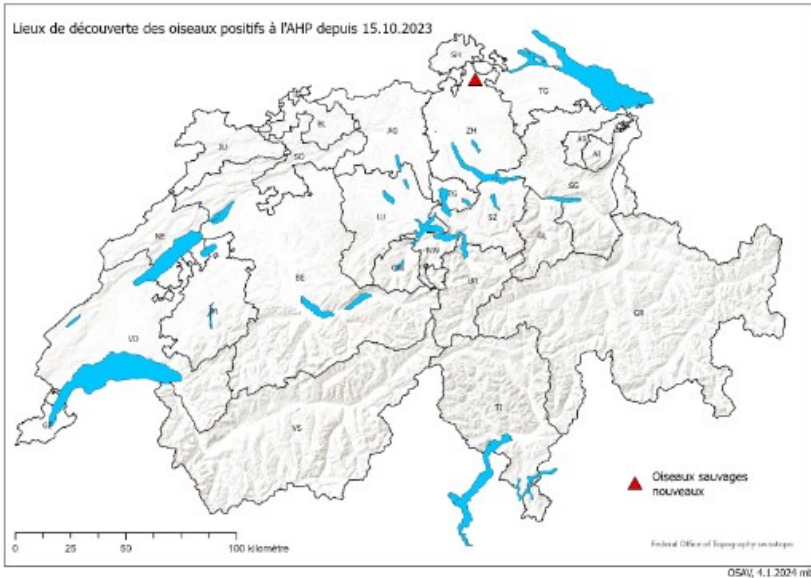 Lieux de découverte des oiseaux positifs à l'AHP depuis 15.10.2023
SH
TG
BL
AG
ZH
JU
SO
AR
AI
SG
ZG
LU
SZ
NE
GL
NW
OW
BE
UR
FR
GR
VD
TI
GE
VS
Oiseaux sauvages
nouveaux
0 25 50 100 kilomètre
Federal Office of Topography swisstopo
OSAV, 4.1.2024